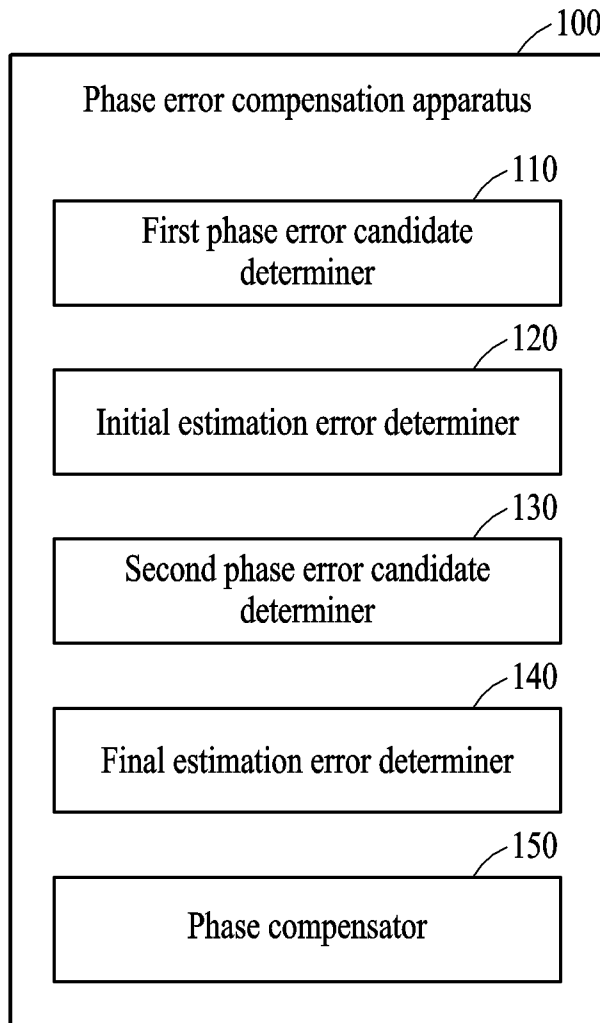 100
Phase error compensation apparatus
110
First phase error candidate
determiner
120
Initial estimation error determiner
130
Second phase error candidate
determiner
140
Final estimation error determiner
150
Phase compensator